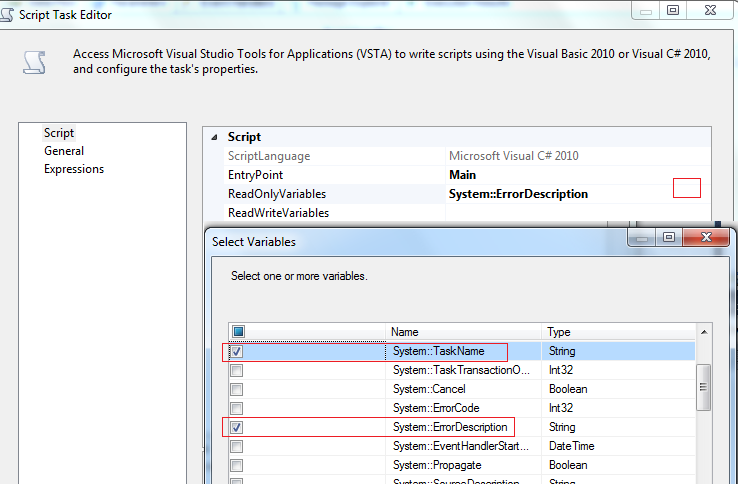 Script Task Editor
Access Microsoft Visual Studio Tools for Applications (VSTA) to write scripts using the Visual Basic 2010 or Visual C# 2010,
and configure the task's properties.
Script
General
Expressions
Script
ScriptLanguage Microsoft Visual C# 2010
EntryPoint Main
ReadOnlyVariables System::ErrorDescription
ReadWriteVariables
Select Variables
Select one or more variables.
Name Type
System::TaskName String
System::TaskTransactionO... Int32
System::Cancel Boolean
System::ErrorCode Int32
System::ErrorDescription String
System::EventHandlerStart... DateTime
System::Propagate Boolean
System::SourceDescription String